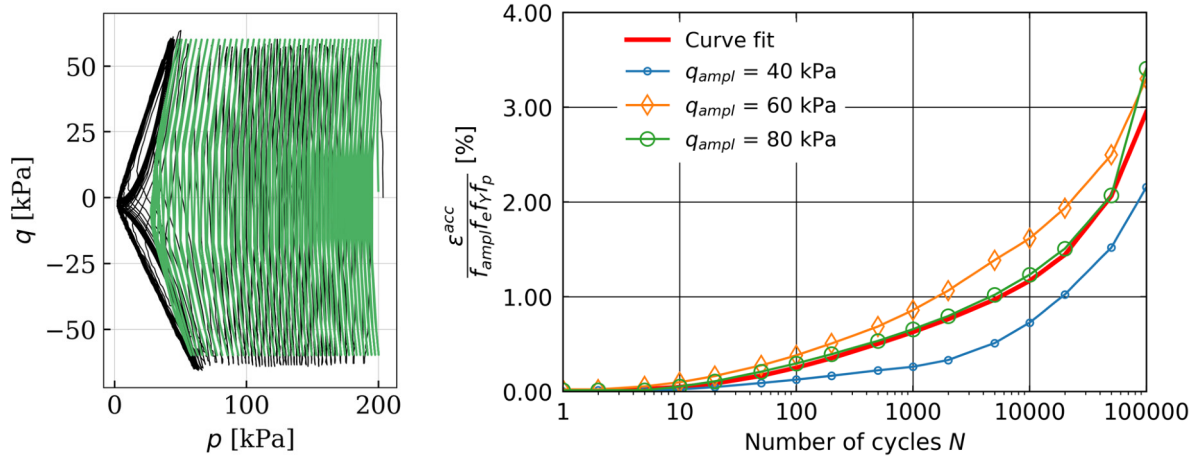 50
25
0
−25
−50
q [kPa]
0
100
200
p [kPa]
4.00
3.00
2.00
1.00
0.00
ε^acc
f_ampl f_e f_Y f_p
[%]
Curve fit
q_ampl = 40 kPa
q_ampl = 60 kPa
q_ampl = 80 kPa
1
10
100
1000
10000
100000
Number of cycles N